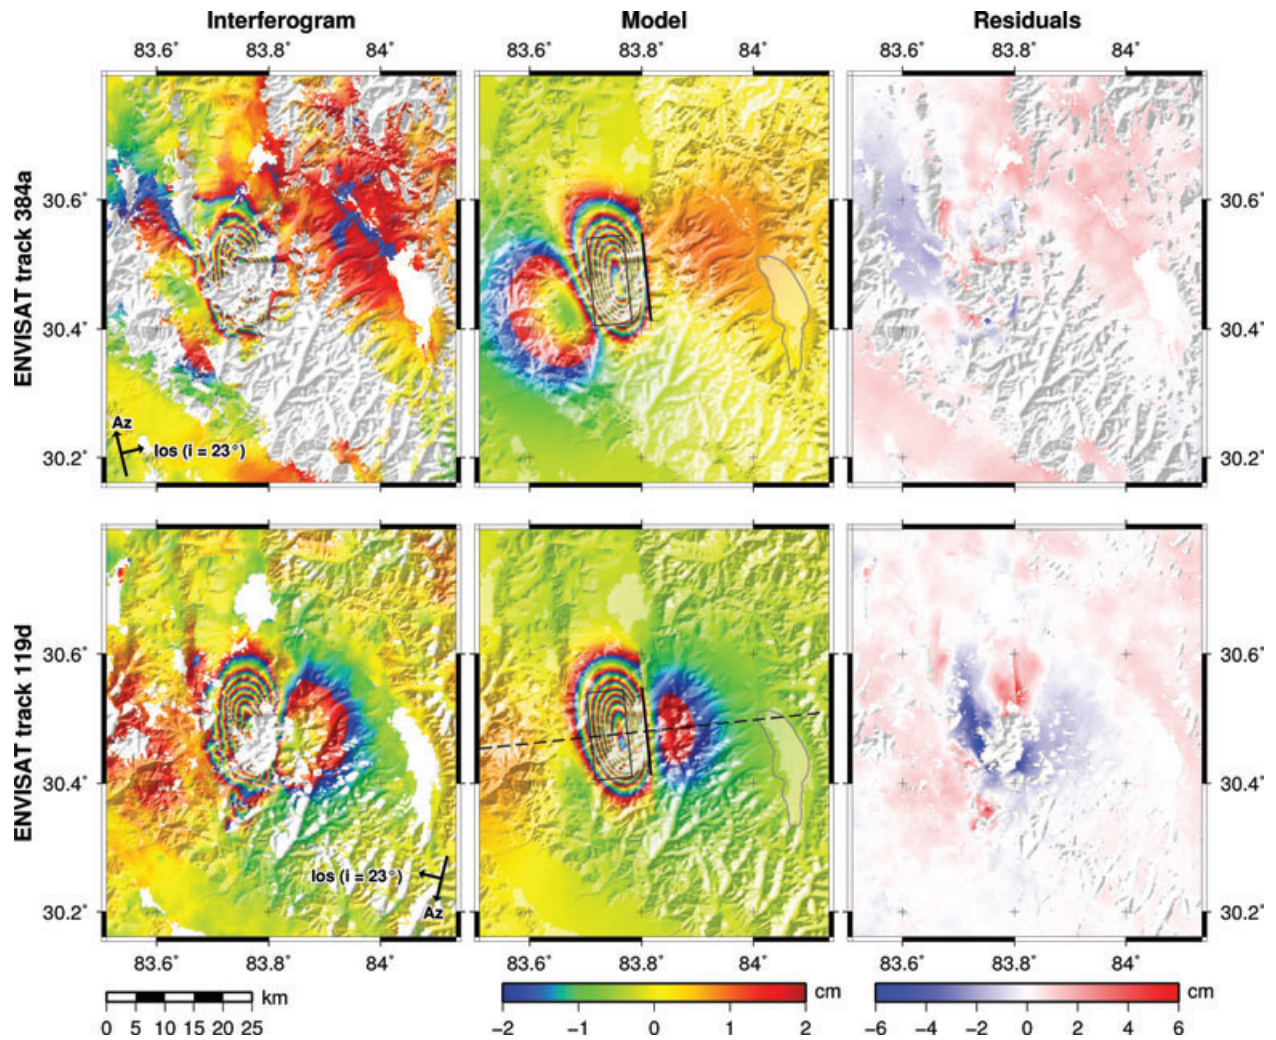 Interferogram Model Residuals
83.6° 83.8° 84° 83.6° 83.8° 84° 83.6° 83.8° 84°
ENVISAT track 384a
30.6° 30.6°
30.4° 30.4°
Az
los (i = 23°)
30.2° 30.2°
ENVISAT track 119d
30.6° 30.6°
30.4° 30.4°
los (i = 23°)
Az
30.2° 30.2°
83.6° 83.8° 84° 83.6° 83.8° 84° 83.6° 83.8° 84°
km cm cm
0 5 10 15 20 25 −2 −1 0 1 2 −6 −4 −2 0 2 4 6